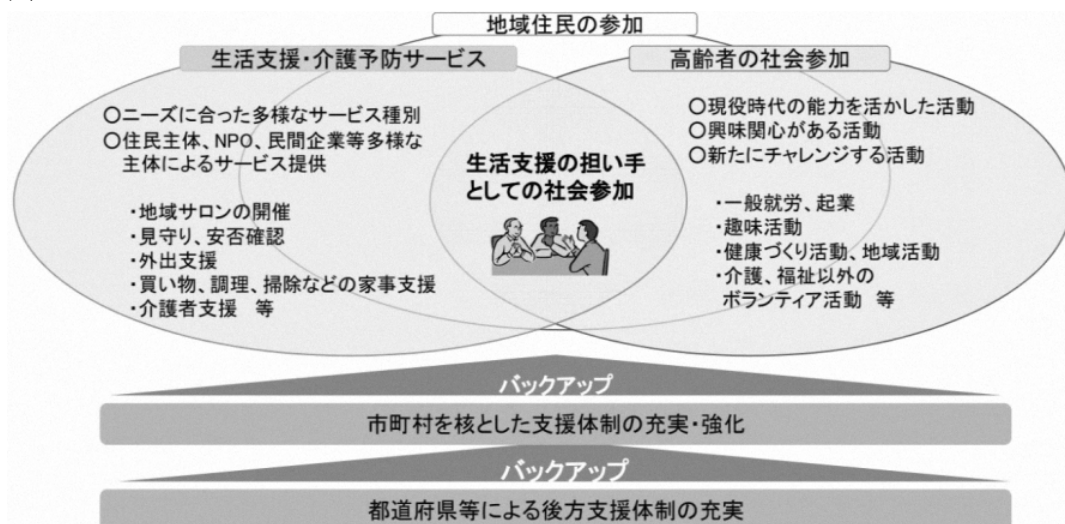 地域住民の参加
生活支援・介護予防サービス
〇ニーズに合った多様なサービス種別
〇住民主体、NPO、民間企業等多様な
主体によるサービス提供
・地域サロンの開催
・見守り、安否確認
・外出支援
・買い物、調理、掃除などの家事支援
・介護者支援 等
生活支援の担い手
としての社会参加
高齢者の社会参加
〇現役時代の能力を活かした活動
〇興味関心がある活動
〇新たにチャレンジする活動
・一般就労、起業
・趣味活動
・健康づくり活動、地域活動
・介護、福祉以外の
ボランティア活動 等
バックアップ
市町村を核とした支援体制の充実・強化
バックアップ
都道府県等による後方支援体制の充実